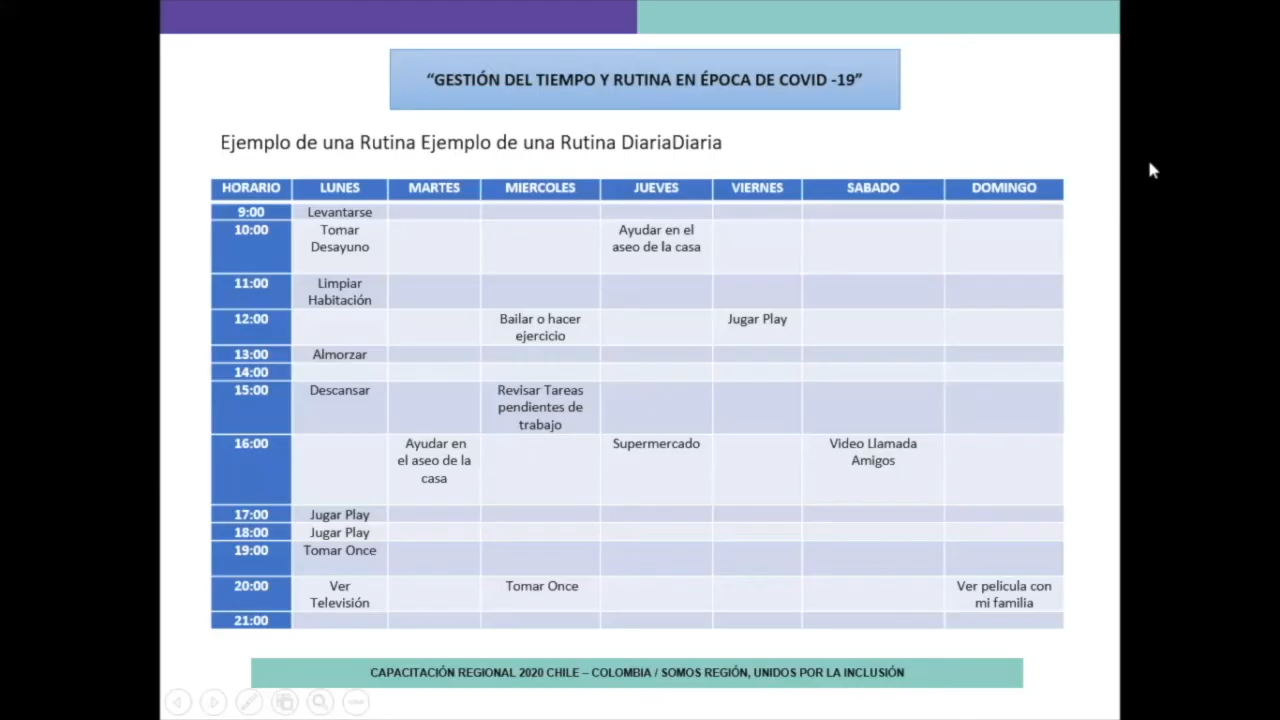 “GESTIÓN DEL TIEMPO Y RUTINA EN ÉPOCA DE COVID -19”
Ejemplo de una Rutina Ejemplo de una Rutina DiariaDiaria
HORARIO LUNES MARTES MIERCOLES JUEVES VIERNES SABADO DOMINGO
9:00 Levantarse
10:00 Tomar Desayuno Ayudar en el aseo de la casa
11:00 Limpiar Habitación
12:00 Bailar o hacer ejercicio Jugar Play
13:00 Almorzar
14:00
15:00 Descansar Revisar Tareas pendientes de trabajo
16:00 Ayudar en el aseo de la casa Supermercado Video Llamada Amigos
17:00 Jugar Play
18:00 Jugar Play
19:00 Tomar Once
20:00 Ver Televisión Tomar Once Ver pelicula con mi familia
21:00
CAPACITACIÓN REGIONAL 2020 CHILE – COLOMBIA / SOMOS REGIÓN, UNIDOS POR LA INCLUSIÓN